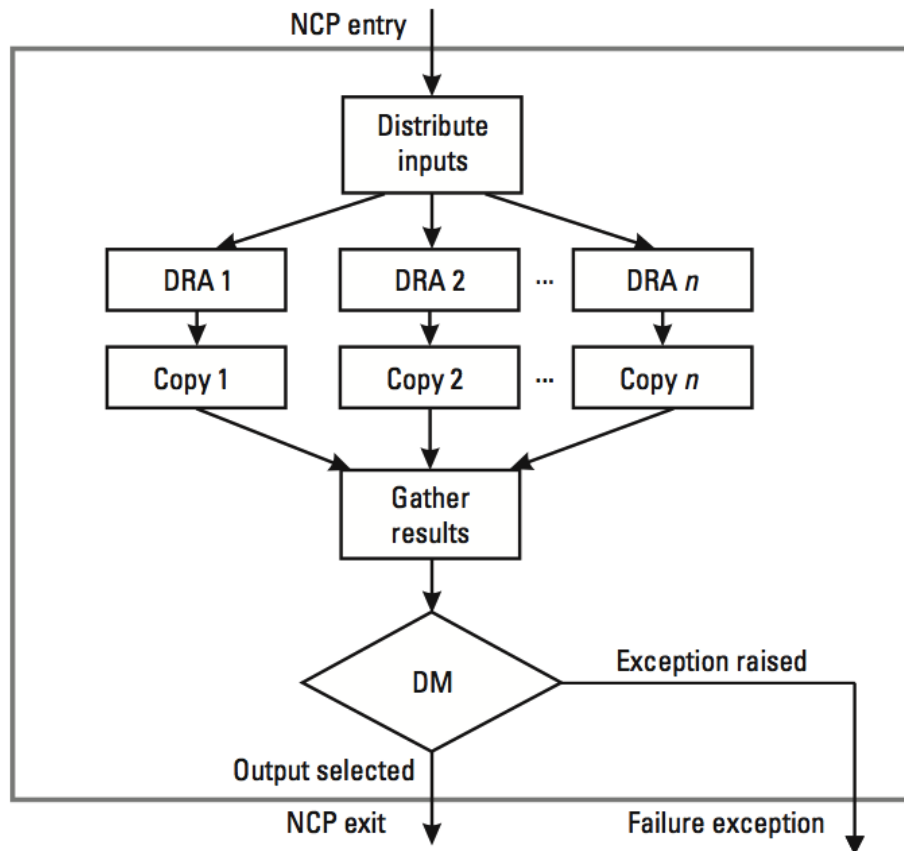 NCP entry
Distribute
inputs
DRA 1
DRA 2
...
DRA n
Copy 1
Copy 2
...
Copy n
Gather
results
DM
Exception raised
Output selected
NCP exit
Failure exception